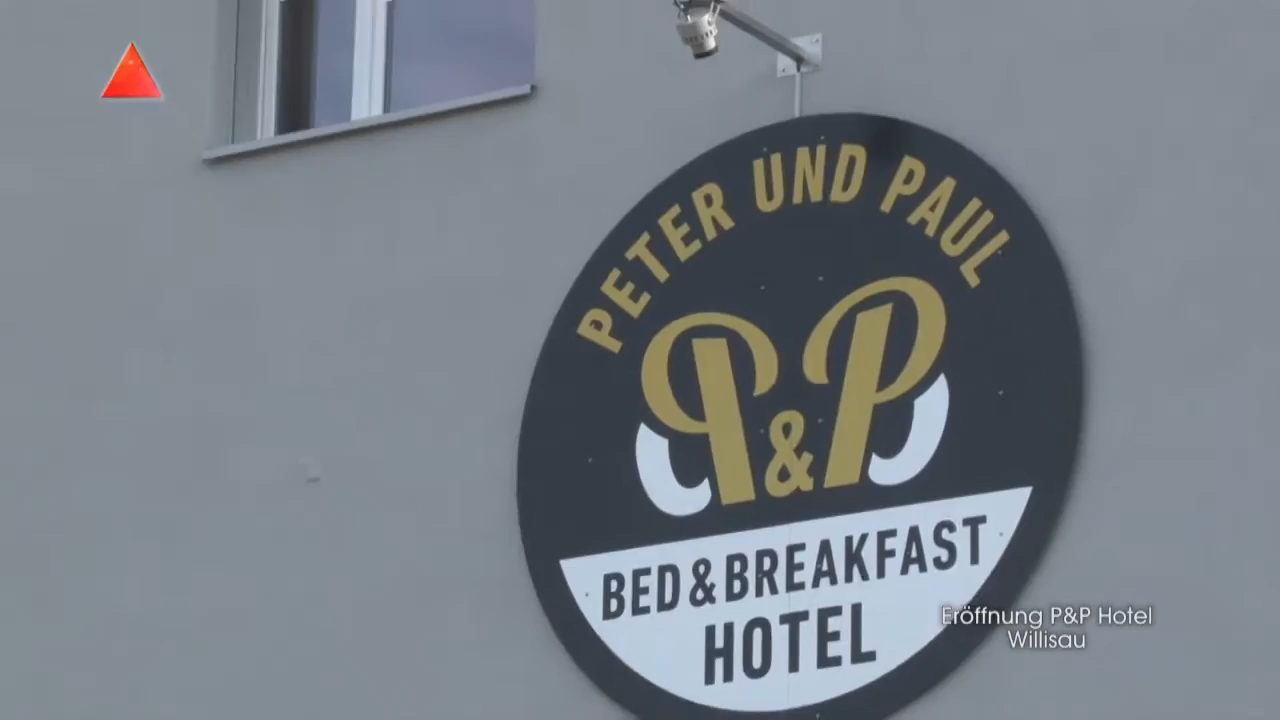 PETER UND PAUL
P&P
BED & BREAKFAST
HOTEL
Eröffnung P&P Hotel
Willisau